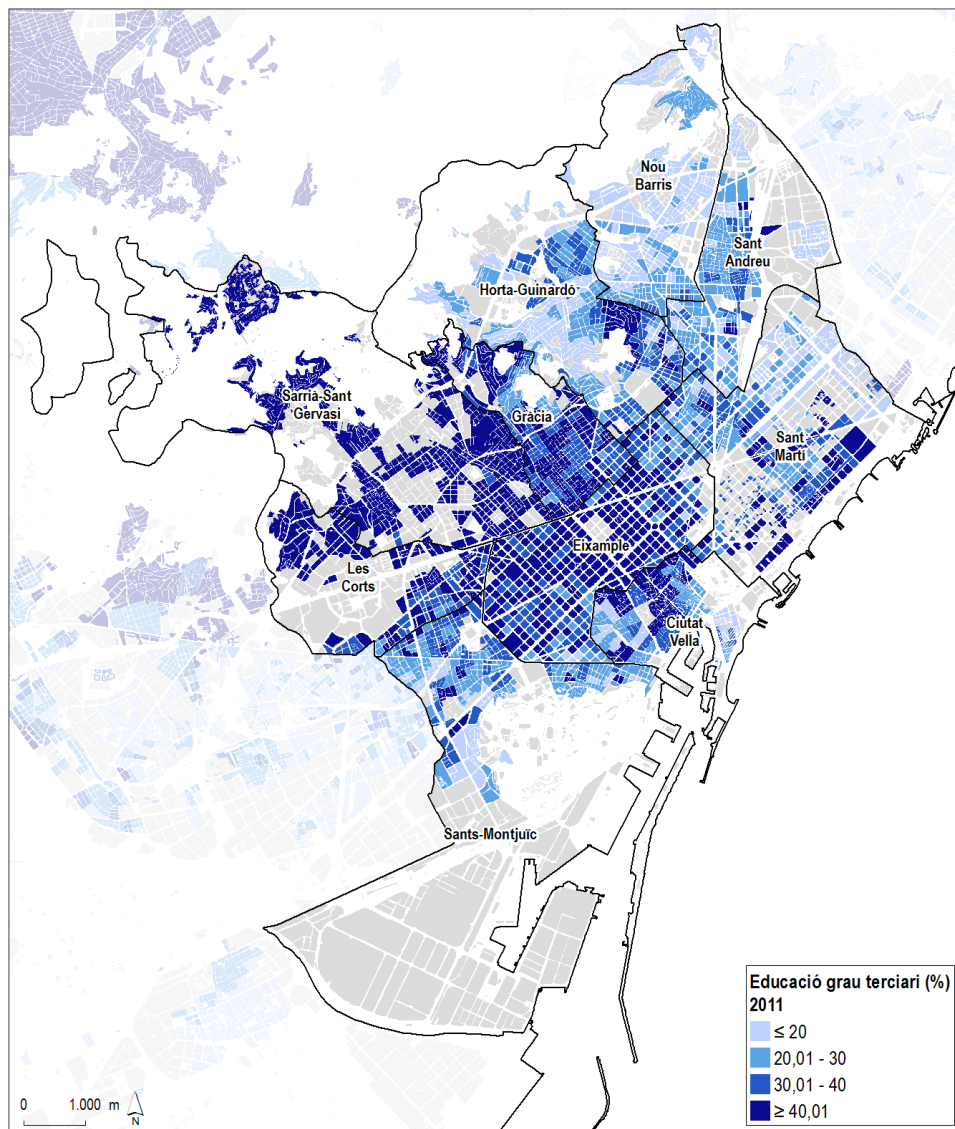 Nou
Barris
Sant
Andreu
Horta-Guinardó
Sarrià-Sant
Gervasi
Gràcia
Sant
Martí
Eixample
Les
Corts
Ciutat
Vella
Sants-Montjuïc
Educació grau terciari (%)
2011
≤ 20
20,01 - 30
30,01 - 40
≥ 40,01
0 1.000 m
N